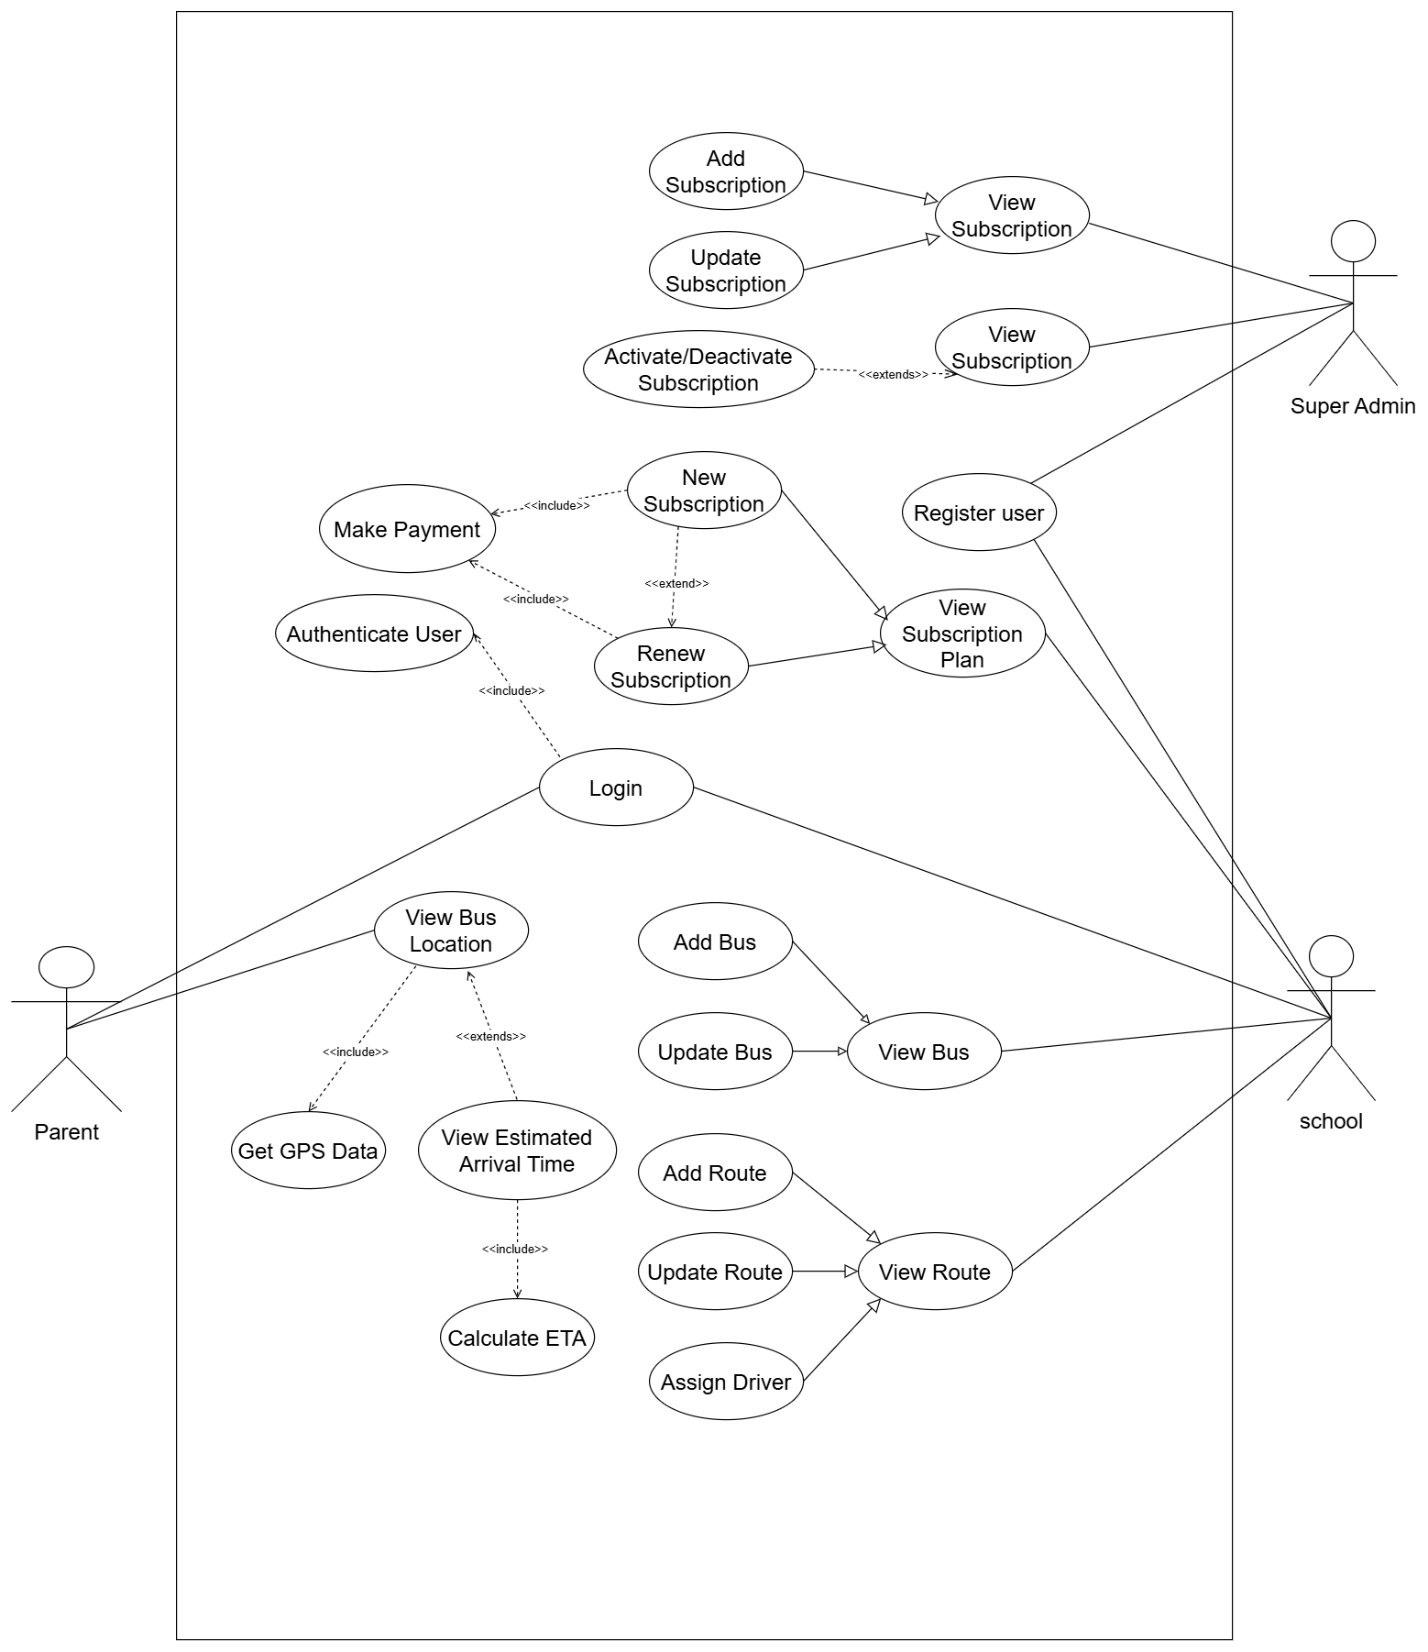 Add
Subscription
View
Subscription
Update
Subscription
View
Subscription
Activate/Deactivate
Subscription
<<extends>>
Super Admin
New
Subscription
<<include>>
Make Payment
Register user
<<extend>>
<<include>>
View
Subscription
Plan
Authenticate User
Renew
Subscription
<<include>>
Login
View Bus
Location
Add Bus
<<extends>>
<<include>>
Update Bus
View Bus
Parent
school
Get GPS Data
View Estimated
Arrival Time
Add Route
<<include>>
Update Route
View Route
Calculate ETA
Assign Driver